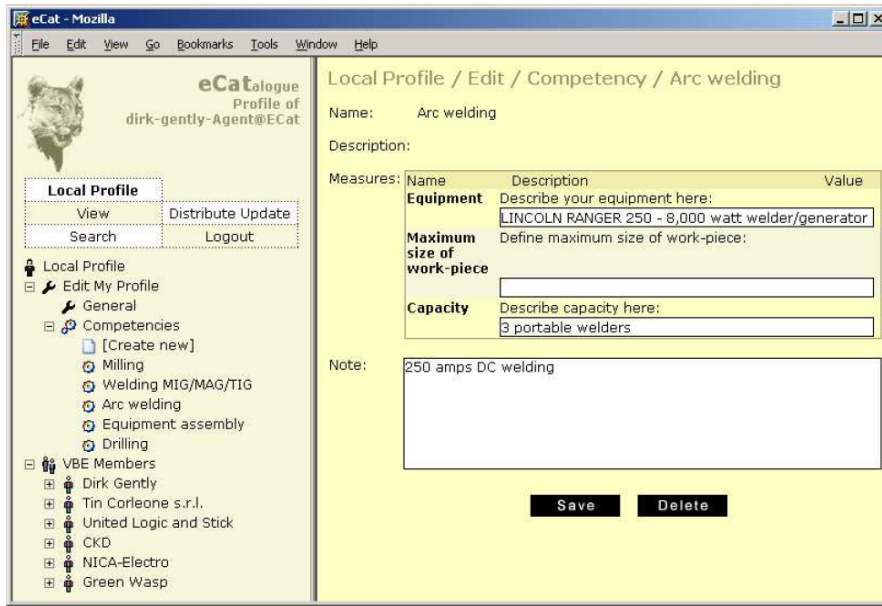 eCat - Mozilla
File Edit View Go Bookmarks Tools Window Help
eCatalogue
Profile of
dirk-gently-Agent@ECat
Local Profile
View Distribute Update
Search Logout
Local Profile
Edit My Profile
General
Competencies
[Create new]
Milling
Welding MIG/MAG/TIG
Arc welding
Equipment assembly
Drilling
VBE Members
Dirk Gently
Tin Corleone s.r.l.
United Logic and Stick
CKD
NICA-Electro
Green Wasp
Local Profile / Edit / Competency / Arc welding
Name: Arc welding
Description:
Measures: Name Description Value
Equipment Describe your equipment here:
LINCOLN RANGER 250 - 8,000 watt welder/generator
Maximum Define maximum size of work-piece:
size of
work-piece
Capacity Describe capacity here:
3 portable welders
Note: 250 amps DC welding
Save Delete